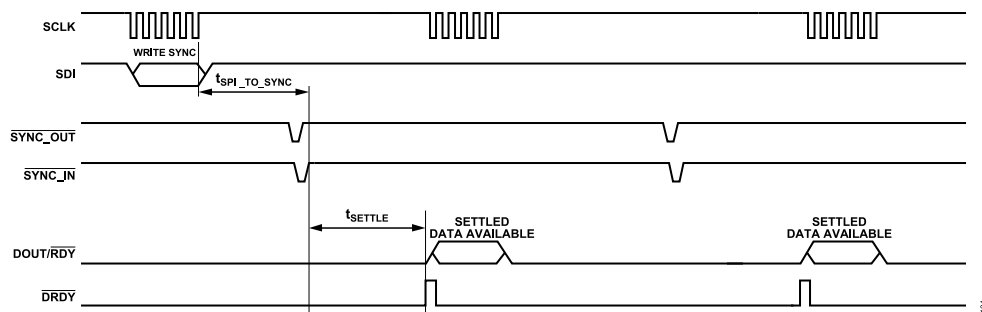 SCLK
WRITE SYNC
SDI
tSPI_TO_SYNC
SYNC_OUT
SYNC_IN
tSETTLE
SETTLED
DATA AVAILABLE
SETTLED
DATA AVAILABLE
DOUT/RDY
DRDY